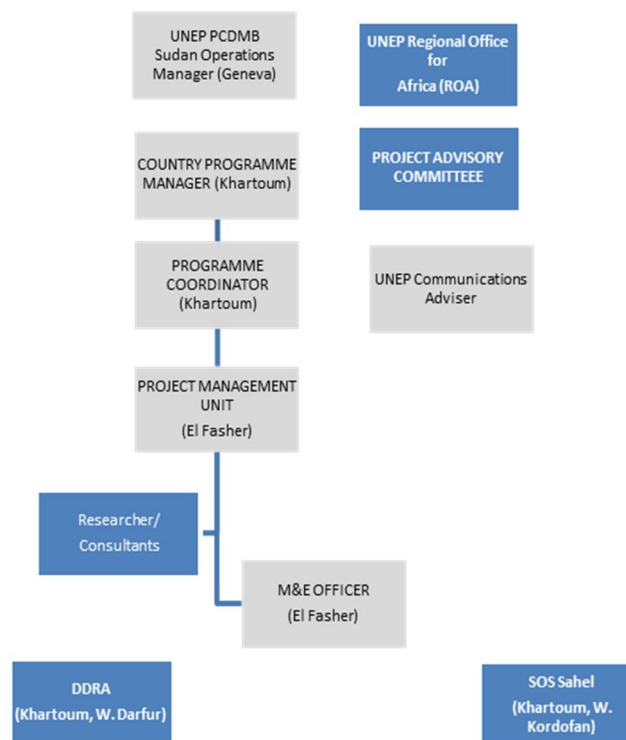 UNEP PCDMB
Sudan Operations
Manager (Geneva)
UNEP Regional Office
for
Africa (ROA)
COUNTRY PROGRAMME
MANAGER (Khartoum)
PROJECT ADVISORY
COMMITTEEE
PROGRAMME
COORDINATOR
(Khartoum)
UNEP Communications
Adviser
PROJECT MANAGEMENT
UNIT
(El Fasher)
Researcher/
Consultants
M&E OFFICER
(El Fasher)
DDRA
(Khartoum, W. Darfur)
SOS Sahel
(Khartoum, W.
Kordofan)